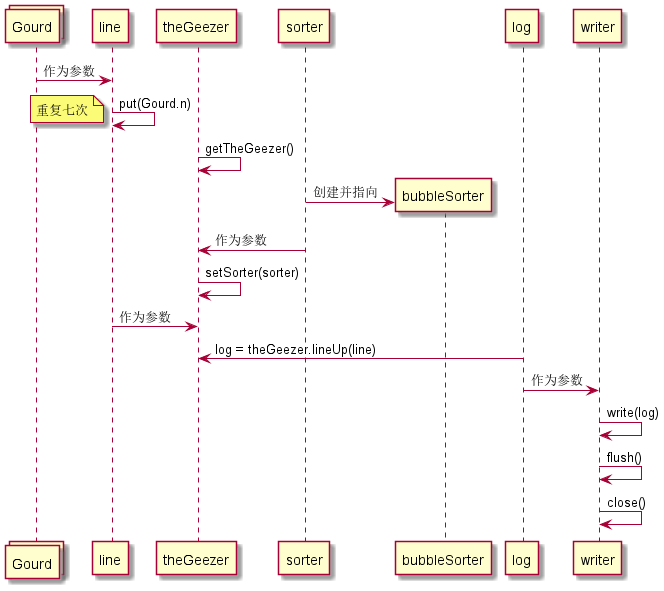 Gourd
line
theGeezer
sorter
log
writer
作为参数
重复七次
put(Gourd.n)
getTheGeezer()
创建并指向
bubbleSorter
作为参数
setSorter(sorter)
作为参数
log = theGeezer.lineUp(line)
作为参数
write(log)
flush()
close()
Gourd
line
theGeezer
sorter
bubbleSorter
log
writer